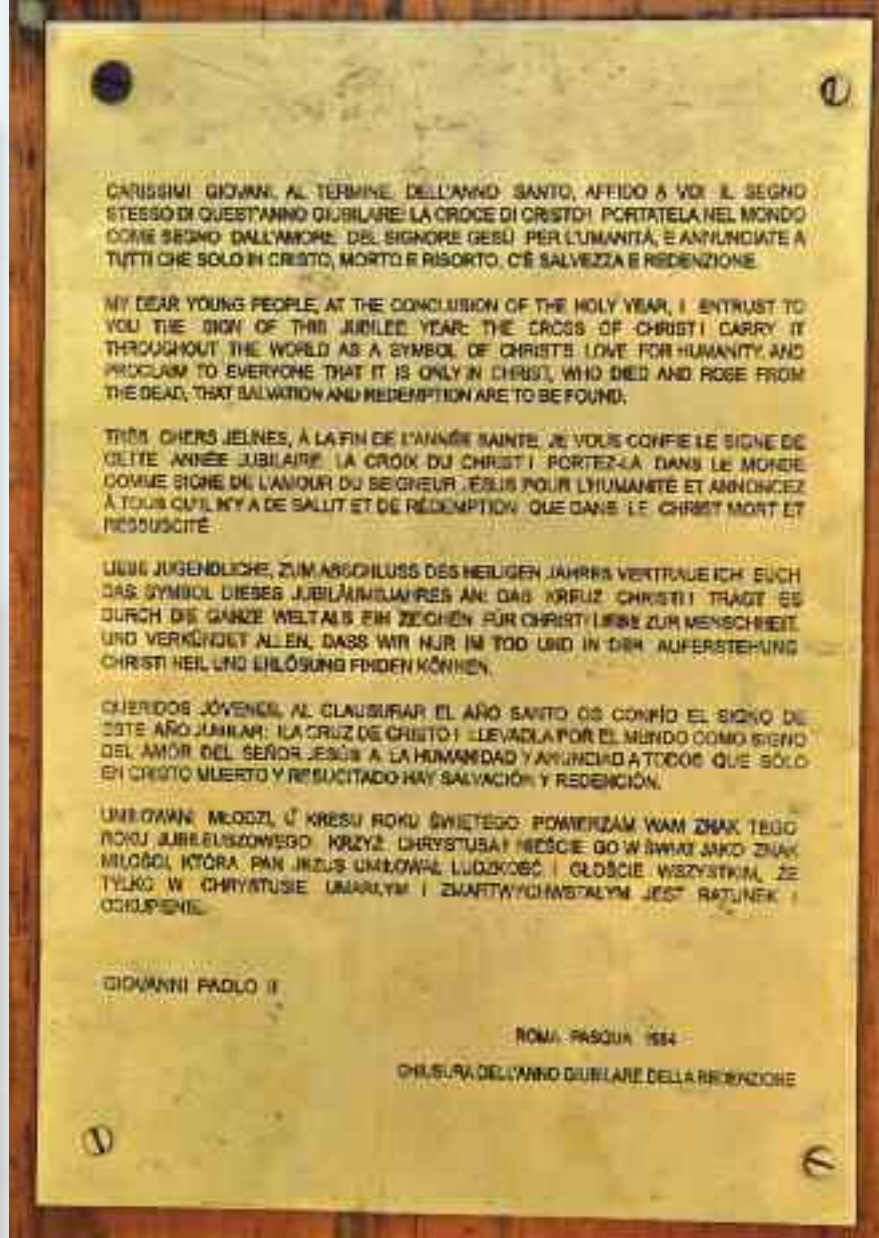 CARISSIMI GIOVANI, AL TERMINE DELL'ANNO SANTO, AFFIDO A VOI IL SEGNO
STESSO DI QUEST'ANNO GIUBILARE: LA CROCE DI CRISTO! PORTATELA NEL MONDO
COME SEGNO DALL'AMORE DEL SIGNORE GESÙ PER L'UMANITÀ, E ANNUNCIATE A
TUTTI CHE SOLO IN CRISTO, MORTO E RISORTO, C'È SALVEZZA E REDENZIONE.
MY DEAR YOUNG PEOPLE, AT THE CONCLUSION OF THE HOLY YEAR, I ENTRUST TO
YOU THE SIGN OF THIS JUBILEE YEAR: THE CROSS OF CHRIST! CARRY IT
THROUGHOUT THE WORLD AS A SYMBOL OF CHRIST'S LOVE FOR HUMANITY, AND
PROCLAIM TO EVERYONE THAT IT IS ONLY IN CHRIST, WHO DIED AND ROSE FROM
THE DEAD, THAT SALVATION AND REDEMPTION ARE TO BE FOUND.
TRÈS CHERS JEUNES, À LA FIN DE L'ANNÉE SAINTE JE VOUS CONFIE LE SIGNE DE
CETTE ANNÉE JUBILAIRE: LA CROIX DU CHRIST! PORTEZ-LA DANS LE MONDE
COMME SIGNE DE L'AMOUR DU SEIGNEUR JÉSUS POUR L'HUMANITÉ ET ANNONCEZ
À TOUS QU'IL N'Y A DE SALUT ET DE RÉDEMPTION QUE DANS LE CHRIST MORT ET
RESSUSCITÉ
LIEBE JUGENDLICHE, ZUM ABSCHLUSS DES HEILIGEN JAHRES VERTRAUE ICH EUCH
DAS SYMBOL DIESES JUBILÄUMSJAHRES AN: DAS KREUZ CHRISTI! TRAGT ES
DURCH DIE GANZE WELT ALS EIN ZEICHEN FÜR CHRISTI LIEBE ZUR MENSCHHEIT
UND VERKÜNDET ALLEN, DASS WIR NUR IM TOD UND IN DER AUFERSTEHUNG
CHRISTI HEIL UND ERLÖSUNG FINDEN KÖNNEN.
QUERIDOS JÓVENES, AL CLAUSURAR EL AÑO SANTO OS CONFÍO EL SIGNO DE
ESTE AÑO JUBILAR: ¡LA CRUZ DE CRISTO! LLEVADLA POR EL MUNDO COMO SIGNO
DEL AMOR DEL SEÑOR JESÚS A LA HUMANIDAD Y ANUNCIAD A TODOS QUE SÓLO
EN CRISTO MUERTO Y RESUCITADO HAY SALVACIÓN Y REDENCIÓN.
UMIŁOWANI MŁODZI, U KRESU ROKU ŚWIĘTEGO POWIERZAM WAM ZNAK TEGO
ROKU JUBILEUSZOWEGO: KRZYŻ CHRYSTUSA! NIEŚCIE GO W ŚWIAT JAKO ZNAK
MIŁOŚCI, KTÓRĄ PAN JEZUS UMIŁOWAŁ LUDZKOŚĆ I GŁOŚCIE WSZYSTKIM, ŻE
TYLKO W CHRYSTUSIE UMARŁYM I ZMARTWYCHWSTAŁYM JEST RATUNEK I
ODKUPIENIE.
GIOVANNI PAOLO II
ROMA PASQUA 1984
CHIUSURA DELL'ANNO GIUBILARE DELLA REDENZIONE